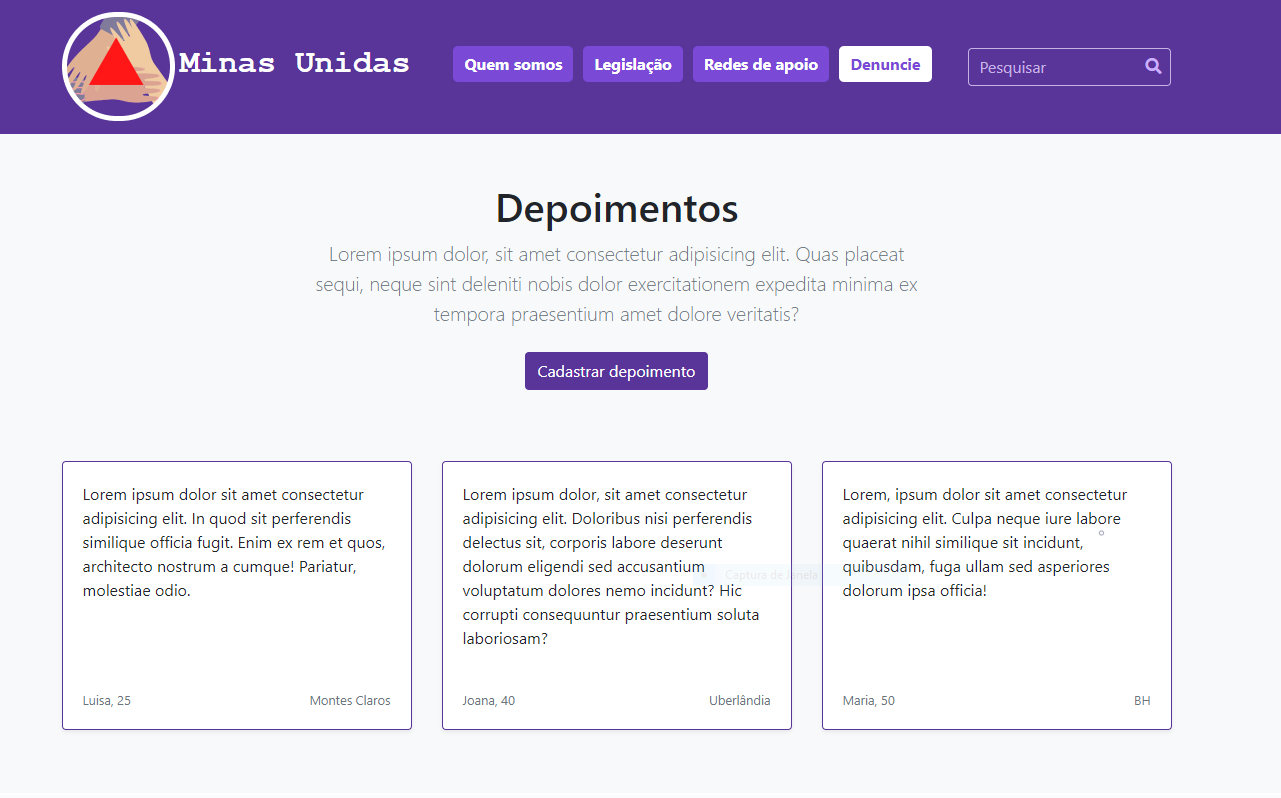 Minas Unidas
Quem somos
Legislação
Redes de apoio
Denuncie
Pesquisar
Depoimentos
Lorem ipsum dolor, sit amet consectetur adipisicing elit. Quas placeat
sequi, neque sint deleniti nobis dolor exercitationem expedita minima ex
tempora praesentium amet dolore veritatis?
Cadastrar depoimento
Lorem ipsum dolor sit amet consectetur
adipisicing elit. In quod sit perferendis
similique officia fugit. Enim ex rem et quos,
architecto nostrum a cumque! Pariatur,
molestiae odio.
Luisa, 25
Montes Claros
Lorem ipsum dolor, sit amet consectetur
adipisicing elit. Doloribus nisi perferendis
delectus sit, corporis labore deserunt
dolorum eligendi sed accusantium
voluptatum dolores nemo incidunt? Hic
corrupti consequuntur praesentium soluta
laboriosam?
Joana, 40
Uberlândia
Captura de Janela
Lorem, ipsum dolor sit amet consectetur
adipisicing elit. Culpa neque iure labore
quaerat nihil similique sit incidunt,
quibusdam, fuga ullam sed asperiores
dolorum ipsa officia!
Maria, 50
BH